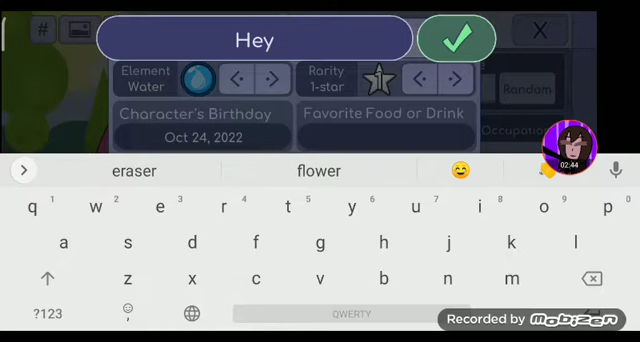 #
Hey
X
Element
Water
Rarity
1-star
1
Random
Character's Birthday
Favorite Food or Drink
Oct 24, 2022
Occupation
02:44
eraser
flower
q 1 w 2 e 3 r 4 t 5 y 6 u 7 i 8 o 9 p 0
a s d f g h j k l
z x c v b n m
?123 , QWERTY
Recorded by Mobizen